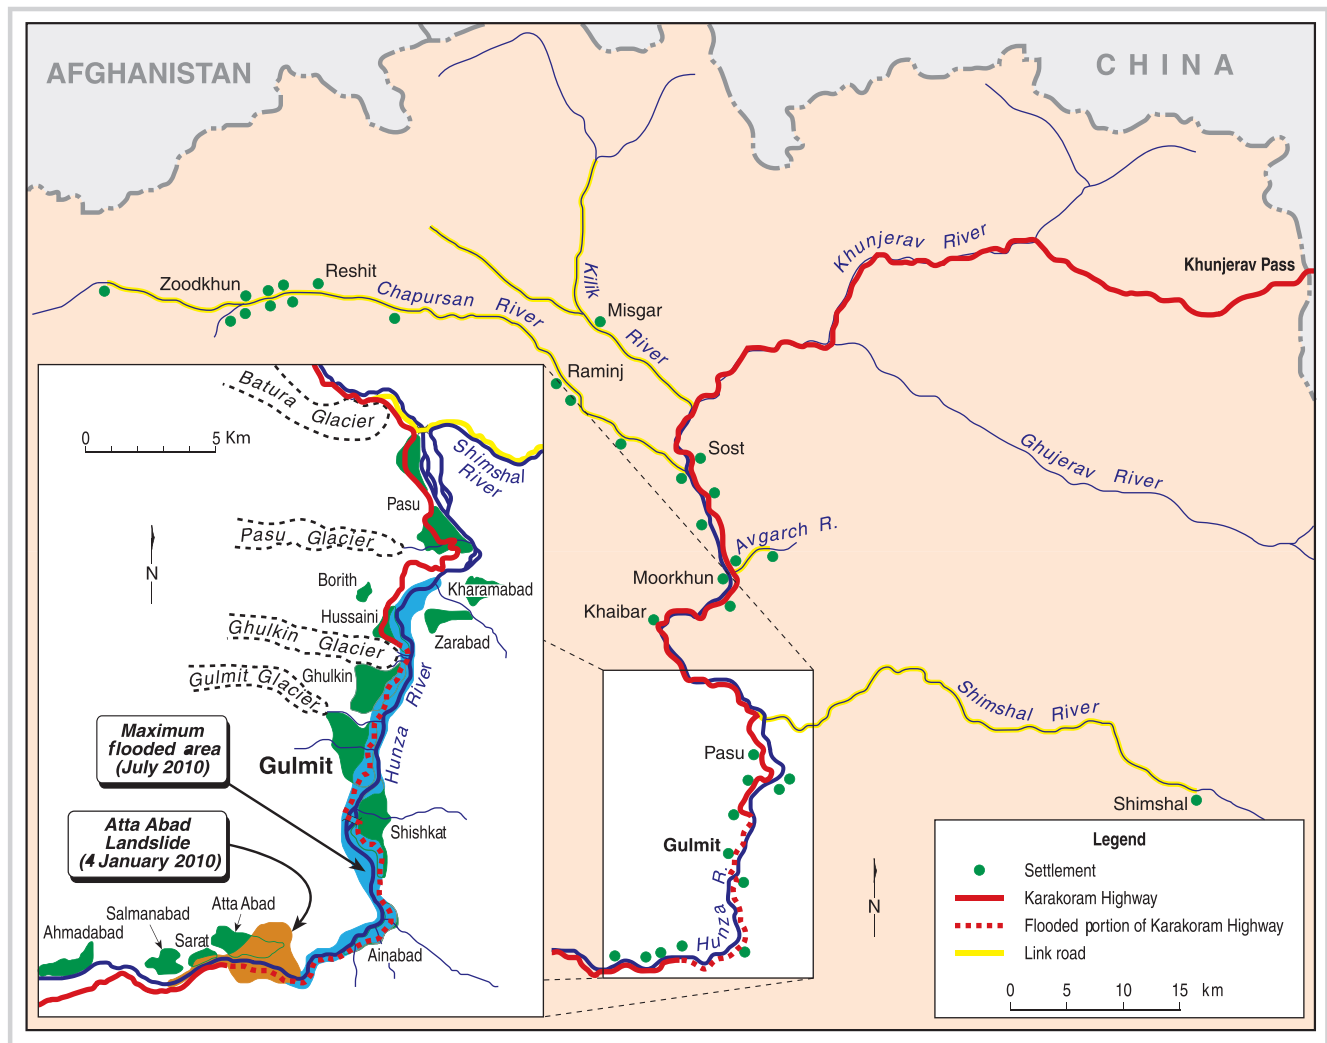 AFGHANISTAN
CHINA
Khunjerav River
Khunjerav Pass
Zoodkhun
Reshit
Chapursan River
Kilik River
Misgar
Raminj
Sost
Ghujerav River
Avgarch R.
Moorkhun
Khaibar
Shimshal River
Shimshal
Pasu
Gulmit
Hunza R.
N
Batura Glacier
0 5 Km
Shimshal
River
Pasu
Pasu Glacier
N
Borith
Kharamabad
Hussaini
Zarabad
Ghulkin Glacier
Ghulkin
Gulmit Glacier
Hunza River
Maximum
flooded area
(July 2010)
Gulmit
Atta Abad
Landslide
(4 January 2010)
Shishkat
Atta Abad
Salmanabad
Ahmadabad
Sarat
Ainabad
Legend
Settlement
Karakoram Highway
Flooded portion of Karakoram Highway
Link road
0 5 10 15 km